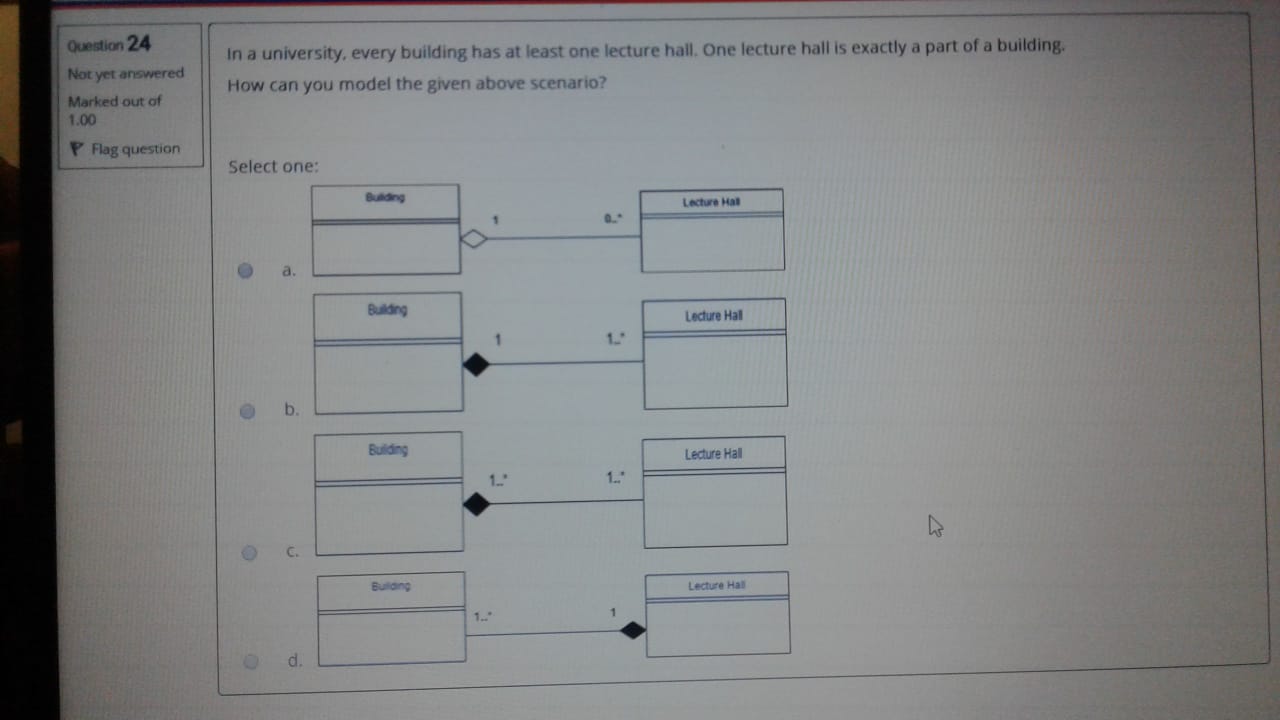 Question 24
Not yet answered
Marked out of
1.00
Flag question
In a university, every building has at least one lecture hall. One lecture hall is exactly a part of a building.
How can you model the given above scenario?
Select one:
a.
Building
1
0..*
Lecture Hall
b.
Building
1
1..*
Lecture Hall
c.
Building
1..*
1..*
Lecture Hall
d.
Building
1..*
1
Lecture Hall